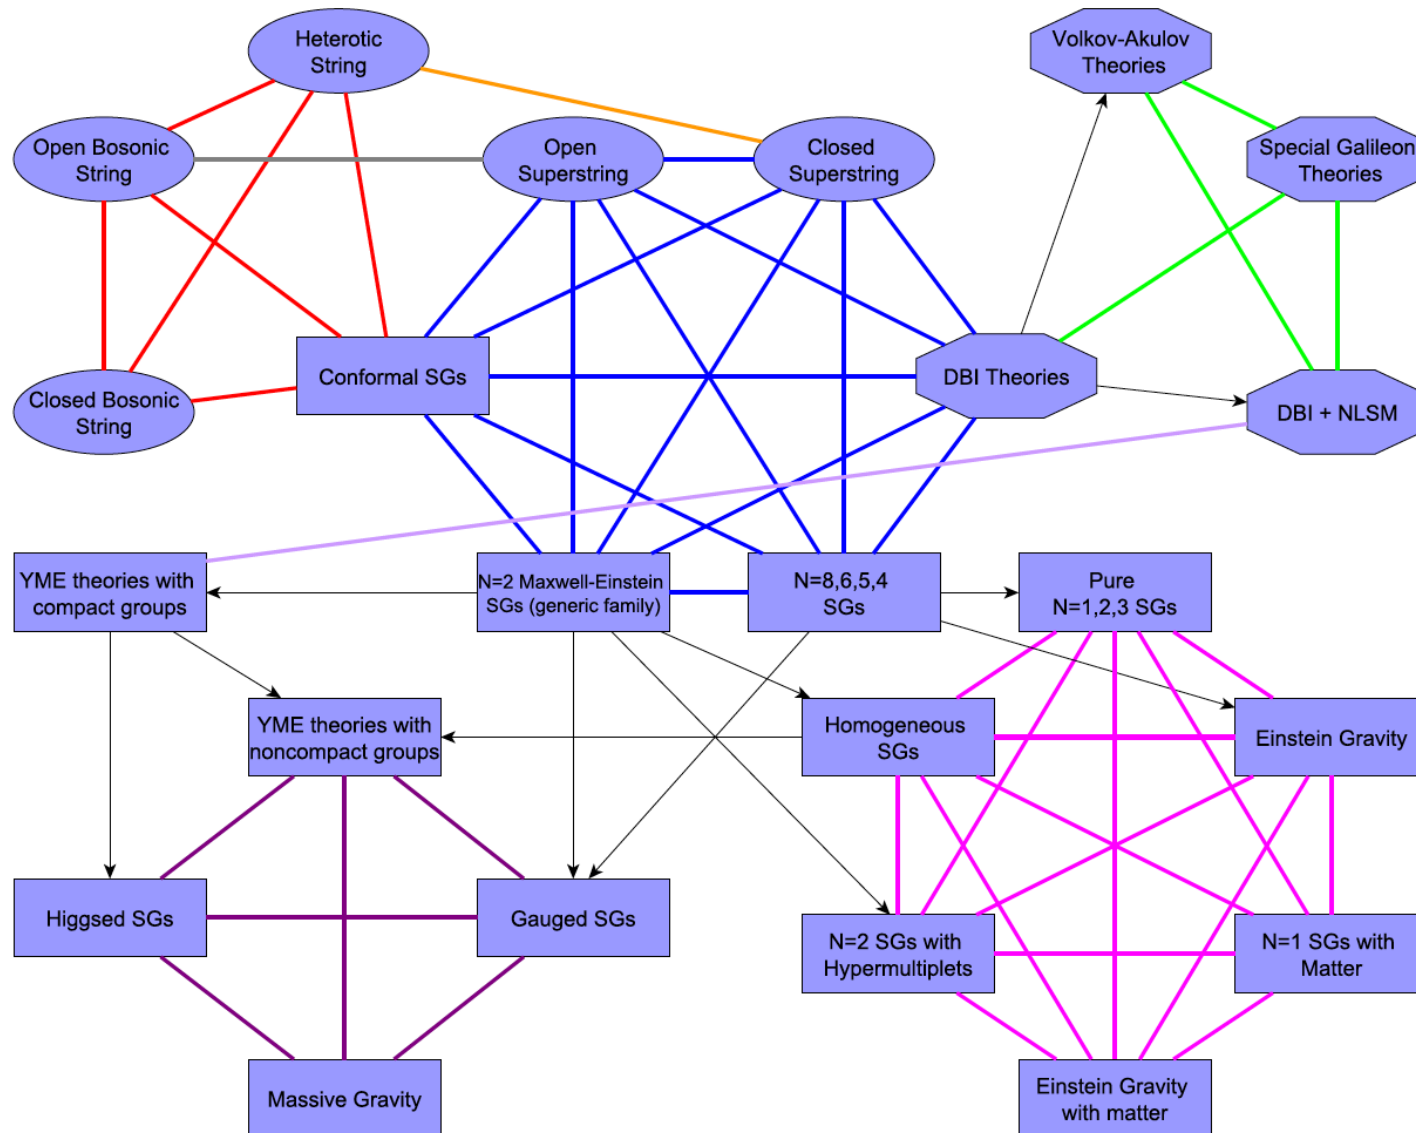 Heterotic
String
Volkov-Akulov
Theories
Open Bosonic
String
Open
Superstring
Closed
Superstring
Special Galileon
Theories
Conformal SGs
DBI Theories
Closed Bosonic
String
DBI + NLSM
YME theories with
compact groups
N=2 Maxwell-Einstein
SGs (generic family)
N=8,6,5,4
SGs
Pure
N=1,2,3 SGs
YME theories with
noncompact groups
Homogeneous
SGs
Einstein Gravity
Higgsed SGs
Gauged SGs
N=2 SGs with
Hypermultiplets
N=1 SGs with
Matter
Massive Gravity
Einstein Gravity
with matter